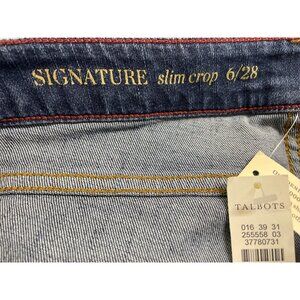 SIGNATURE slim crop 6/28
TALBOTS
016 39 31
255558 03
37780731